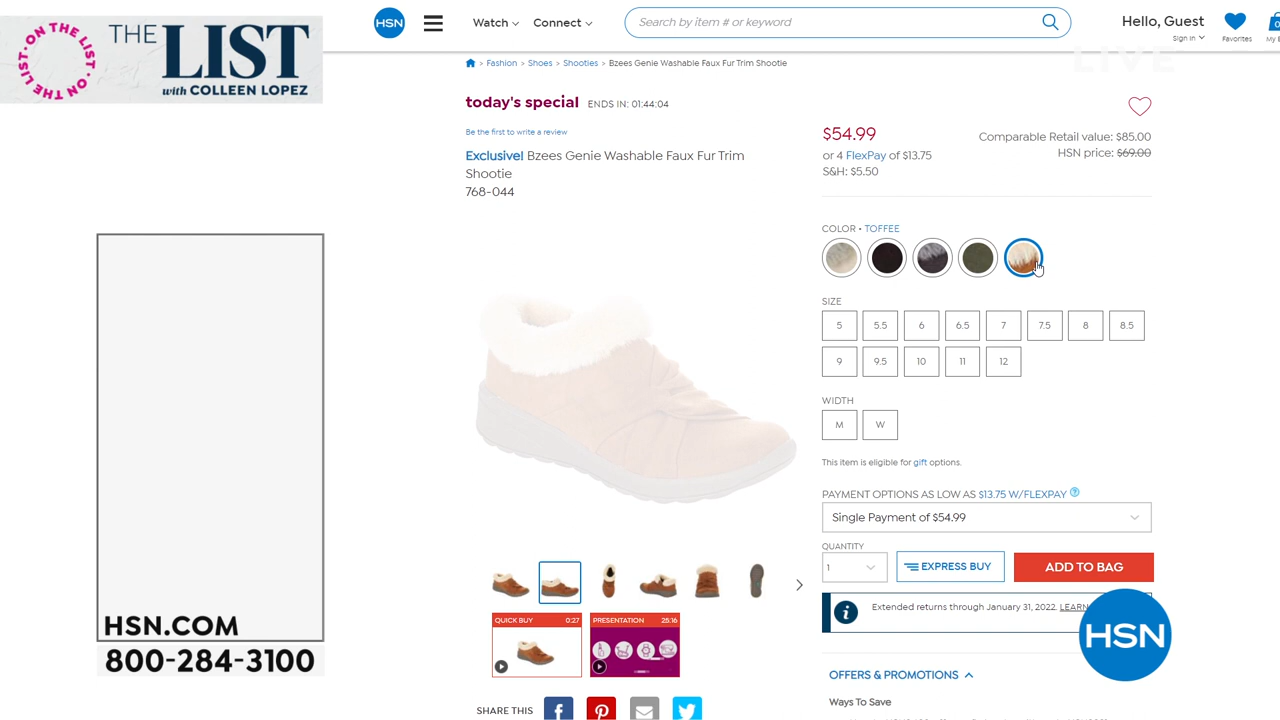 ON THE LIST · ON THE LIST ·
THE
LIST
with COLLEEN LOPEZ
HSN
Watch
Connect
Search by item # or keyword
Hello, Guest
Sign In
Favorites
LIVE
> Fashion > Shoes > Shooties > Bzees Genie Washable Faux Fur Trim Shootie
today's special ENDS IN: 01:44:04
Be the first to write a review
Exclusive! Bzees Genie Washable Faux Fur Trim
Shootie
768-044
$54.99
or 4 FlexPay of $13.75
S&H: $5.50
Comparable Retail value: $85.00
HSN price: $69.00
COLOR • TOFFEE
SIZE
5 5.5 6 6.5 7 7.5 8 8.5
9 9.5 10 11 12
WIDTH
M W
This item is eligible for gift options.
PAYMENT OPTIONS AS LOW AS $13.75 W/FLEXPAY ?
Single Payment of $54.99
QUANTITY
1
EXPRESS BUY
ADD TO BAG
Extended returns through January 31, 2022. LEARN
HSN
OFFERS & PROMOTIONS
Ways To Save
QUICK BUY 0:27
PRESENTATION 25:16
SHARE THIS
HSN.COM
800-284-3100